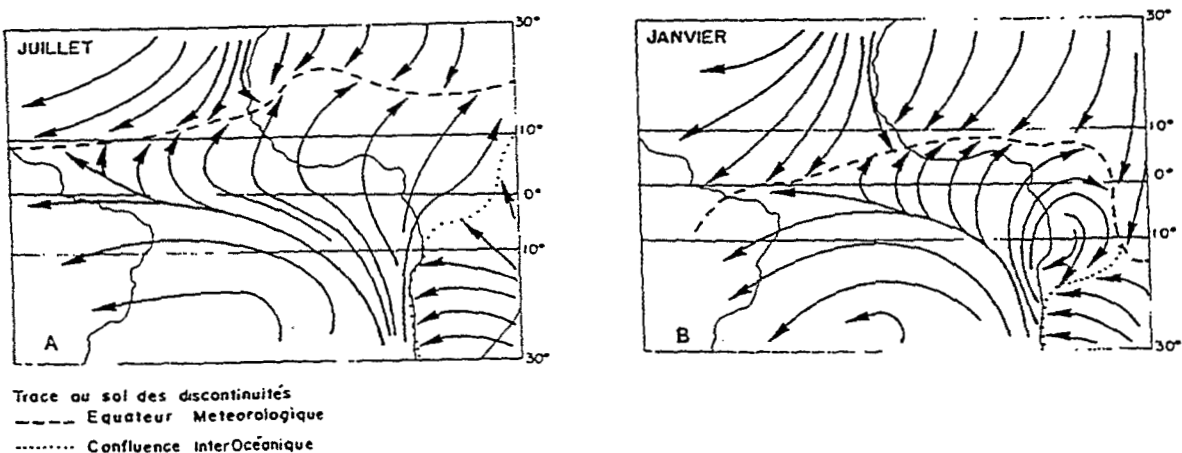 JUILLET
30°
10°
0°
10°
30°
A
JANVIER
30°
10°
0°
10°
30°
B
Trace au sol des discontinuités
Equateur Meteorologique
Confluence InterOcéanique